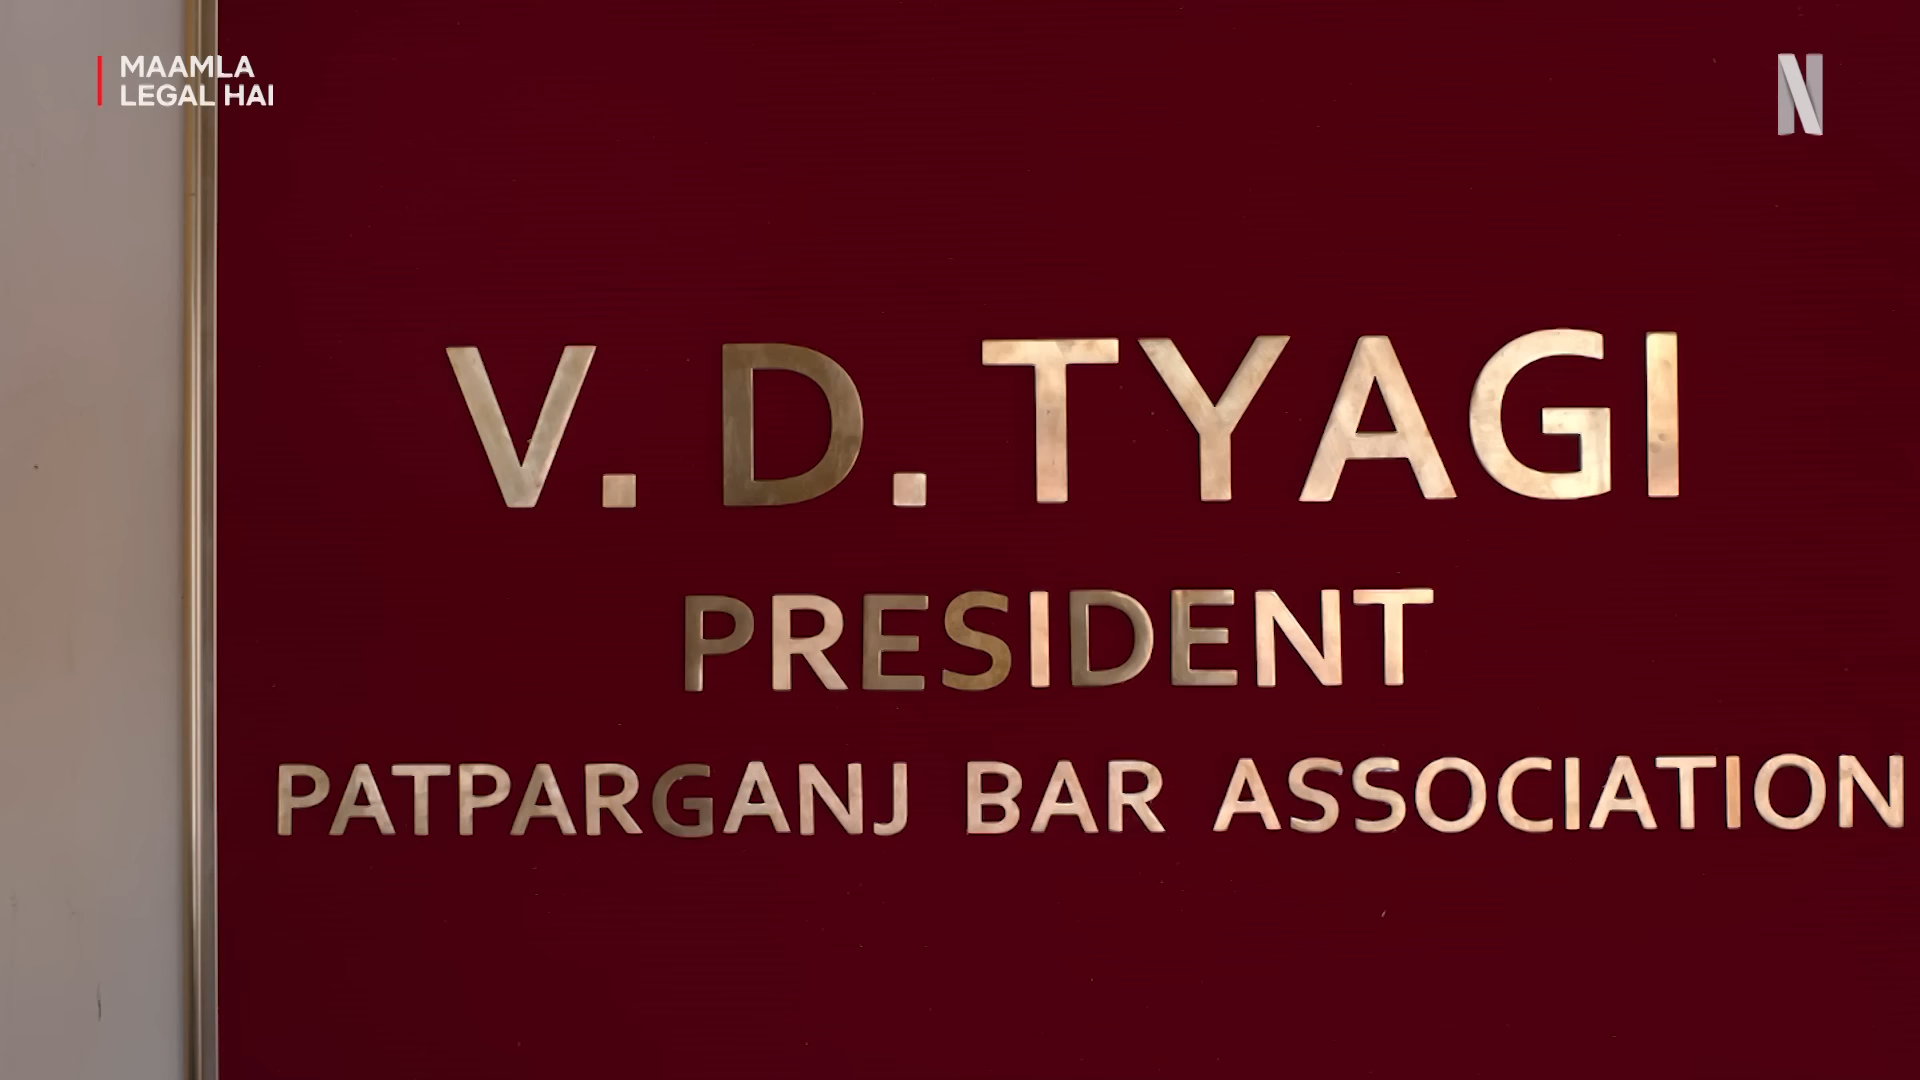 MAAMLA
LEGAL HAI
N
V. D. TYAGI
PRESIDENT
PATPARGANJ BAR ASSOCIATION